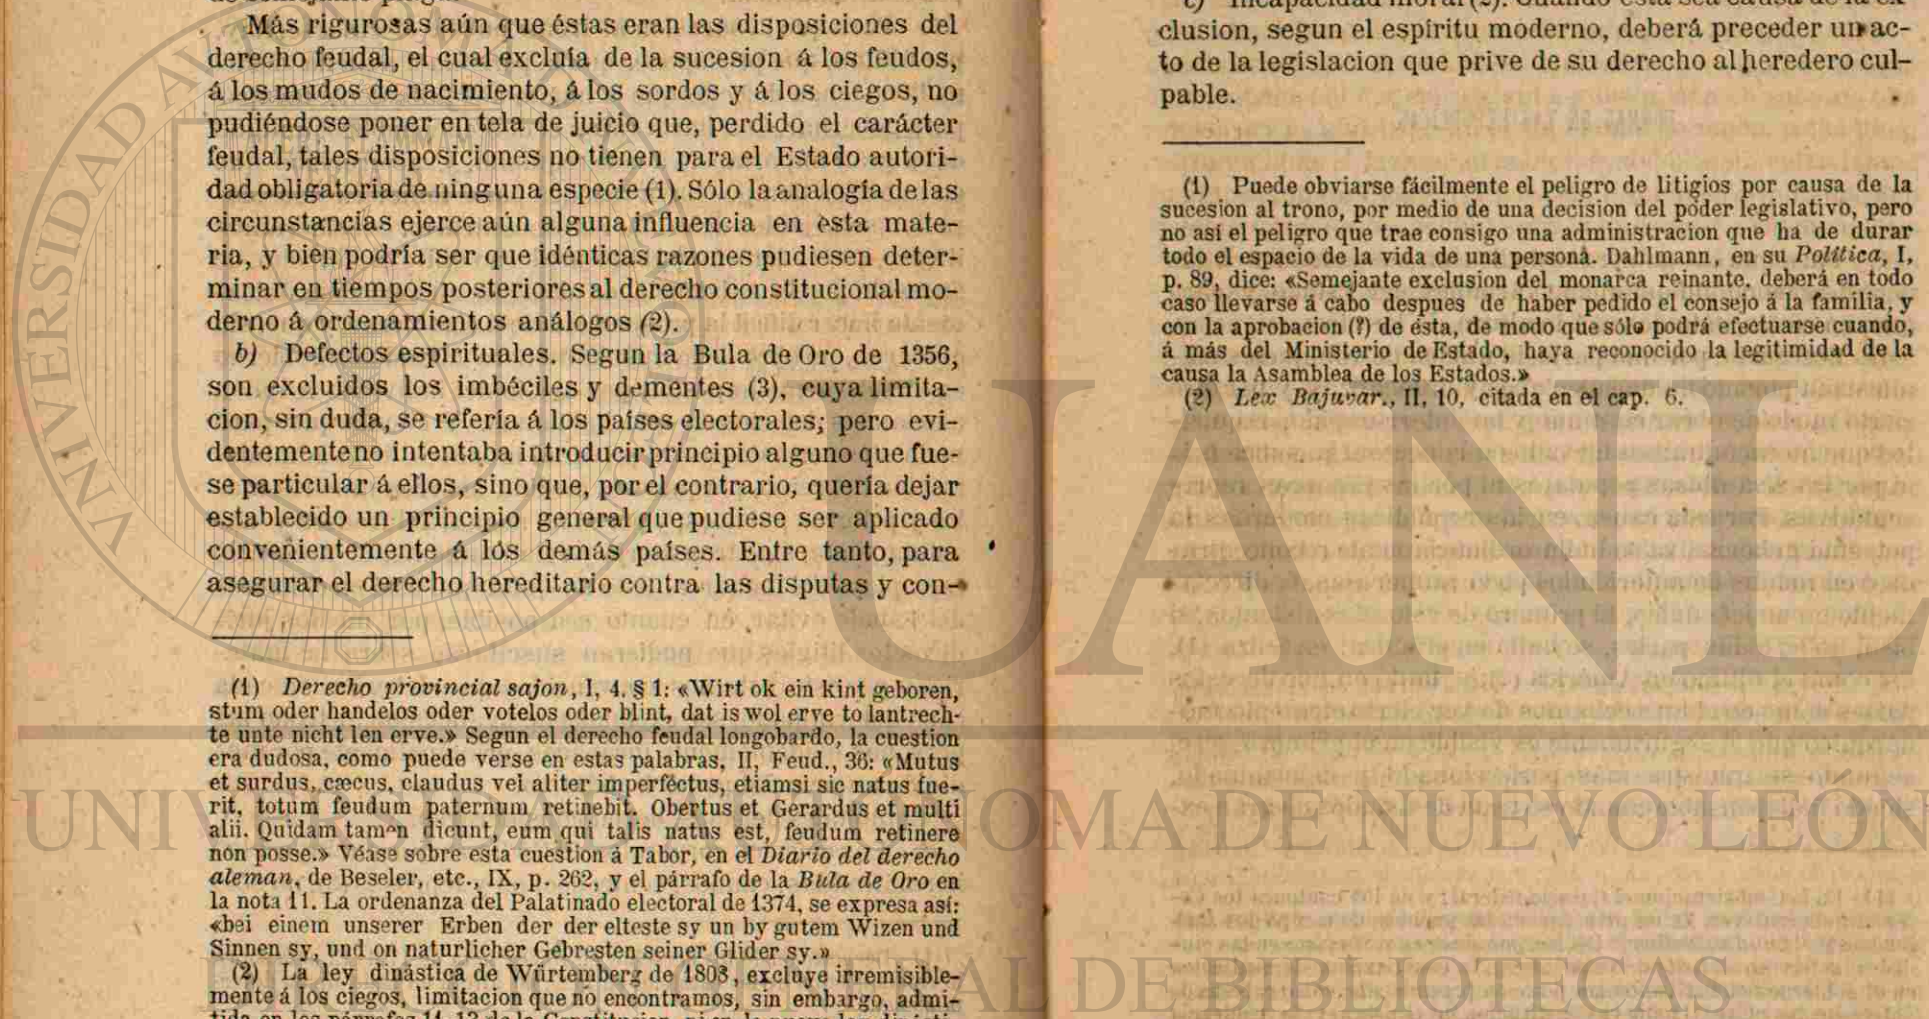 Más rigurosas aún que éstas eran las disposiciones del
derecho feudal, el cual excluía de la sucesion á los feudos,
á los mudos de nacimiento, á los sordos y á los ciegos, no
pudiéndose poner en tela de juicio que, perdido el carácter
feudal, tales disposiciones no tienen para el Estado autori-
dad obligatoria de ninguna especie (1). Sólo la analogía de las
circunstancias ejerce aún alguna influencia en esta mate-
ria, y bien podría ser que idénticas razones pudiesen deter-
minar en tiempos posteriores al derecho constitucional mo-
derno á ordenamientos análogos (2).
b) Defectos espirituales. Segun la Bula de Oro de 1356,
son excluidos los imbéciles y dementes (3), cuya limita-
cion, sin duda, se refería á los países electorales; pero evi-
dentemente no intentaba introducir principio alguno que fue-
se particular á ellos, sino que, por el contrario, quería dejar
establecido un principio general que pudiese ser aplicado
convenientemente á los demás países. Entre tanto, para
asegurar el derecho hereditario contra las disputas y con-
(1) Derecho provincial sajon, I, 4, § 1: «Wirt ok ein kint geboren,
stum oder handelos oder votelos oder blint, dat is wol erve to lantrech-
te unte nicht len erve.» Segun el derecho feudal longobardo, la cuestion
era dudosa, como puede verse en estas palabras, II, Feud., 36: «Mutus
et surdus, cæcus, claudus vel aliter imperfectus, etiamsi sic natus fue-
rit, totum feudum paternum retinebit. Obertus et Gerardus et multi
alii. Quidam tamen dicunt, eum qui talis natus est, feudum retinere
non posse.» Véase sobre esta cuestion á Tabor, en el Diario del derecho
aleman, de Beseler, etc., IX, p. 262, y el párrafo de la Bula de Oro en
la nota 11. La ordenanza del Palatinado electoral de 1374, se expresa así:
«bei einem unserer Erben der der elteste sy un by gutem Wizen und
Sinnen sy, und on naturlicher Gebresten seiner Glider sy.»
(2) La ley dinástica de Würtemberg de 1808, excluye irremisible-
mente á los ciegos, limitacion que no encontramos, sin embargo, admi-
c) Incapacidad moral (2). Cuando ésta sea causa de la ex-
clusion, segun el espíritu moderno, deberá preceder un ac-
to de la legislacion que prive de su derecho al heredero cul-
pable.
(1) Puede obviarse fácilmente el peligro de litigios por causa de la
sucesion al trono, por medio de una decision del poder legislativo, pero
no así el peligro que trae consigo una administracion que ha de durar
todo el espacio de la vida de una persona. Dahlmann, en su Política, I,
p. 89, dice: «Semejante exclusion del monarca reinante, deberá en todo
caso llevarse á cabo despues de haber pedido el consejo á la familia, y
con la aprobacion (?) de ésta, de modo que sólo podrá efectuarse cuando,
á más del Ministerio de Estado, haya reconocido la legitimidad de la
causa la Asamblea de los Estados.»
(2) Lex Bajuvar., II, 10, citada en el cap. 6.
UANL